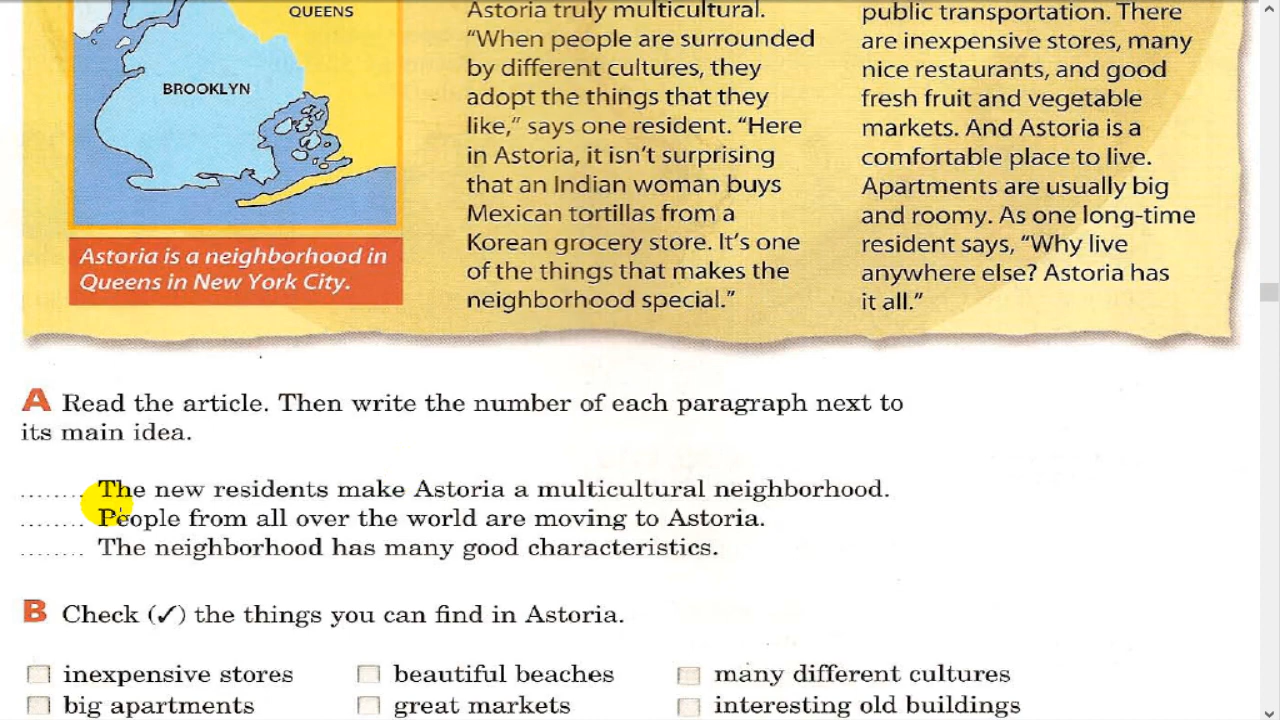 QUEENS
BROOKLYN
Astoria is a neighborhood in
Queens in New York City.
Astoria truly multicultural.
“When people are surrounded
by different cultures, they
adopt the things that they
like,” says one resident. “Here
in Astoria, it isn’t surprising
that an Indian woman buys
Mexican tortillas from a
Korean grocery store. It’s one
of the things that makes the
neighborhood special.”
public transportation. There
are inexpensive stores, many
nice restaurants, and good
fresh fruit and vegetable
markets. And Astoria is a
comfortable place to live.
Apartments are usually big
and roomy. As one long-time
resident says, “Why live
anywhere else? Astoria has
it all.”
A Read the article. Then write the number of each paragraph next to
its main idea.
........ The new residents make Astoria a multicultural neighborhood.
........ People from all over the world are moving to Astoria.
........ The neighborhood has many good characteristics.
B Check (✓) the things you can find in Astoria.
inexpensive stores beautiful beaches many different cultures
big apartments great markets interesting old buildings